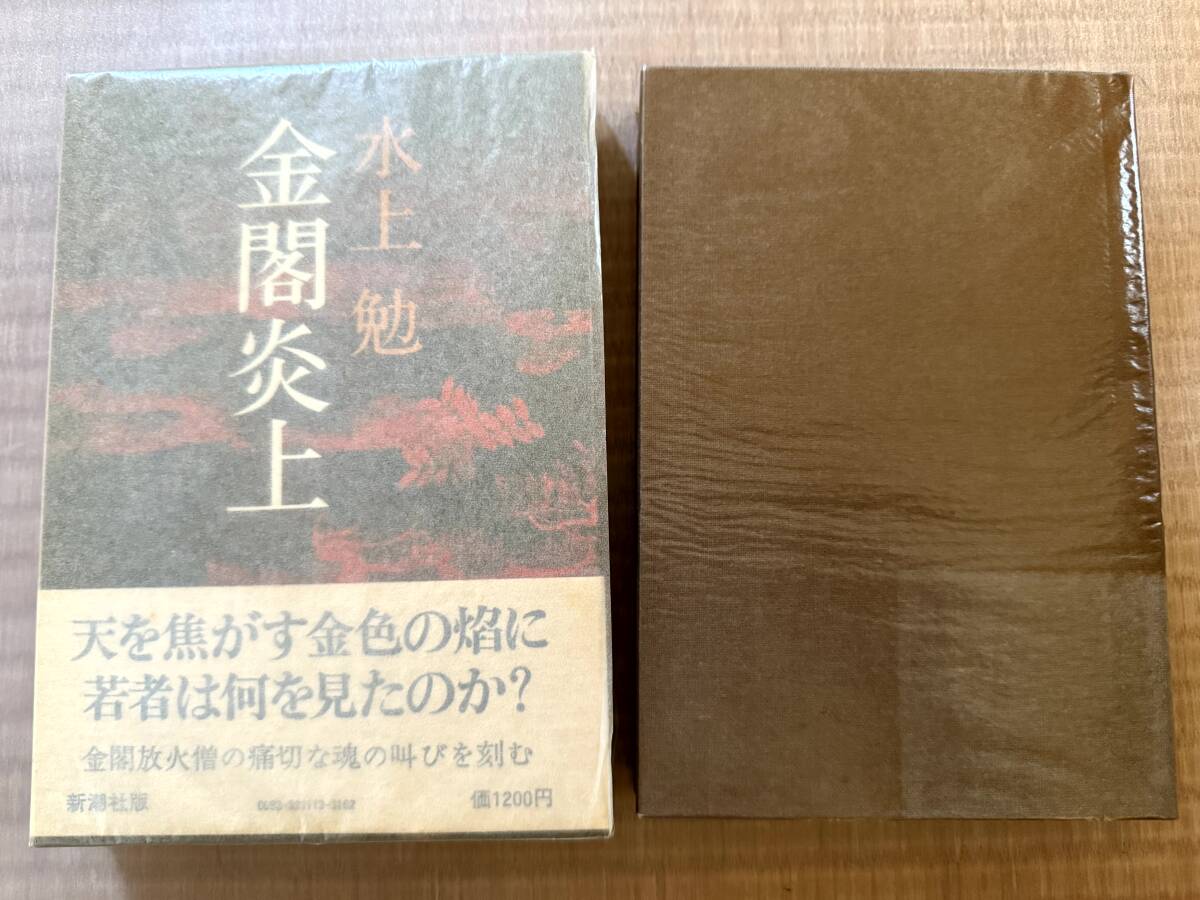 水上 勉
金閣炎上
天を焦がす金色の焰に
若者は何を見たのか?
金閣放火僧の痛切な魂の叫びを刻む
新潮社版
価1200円